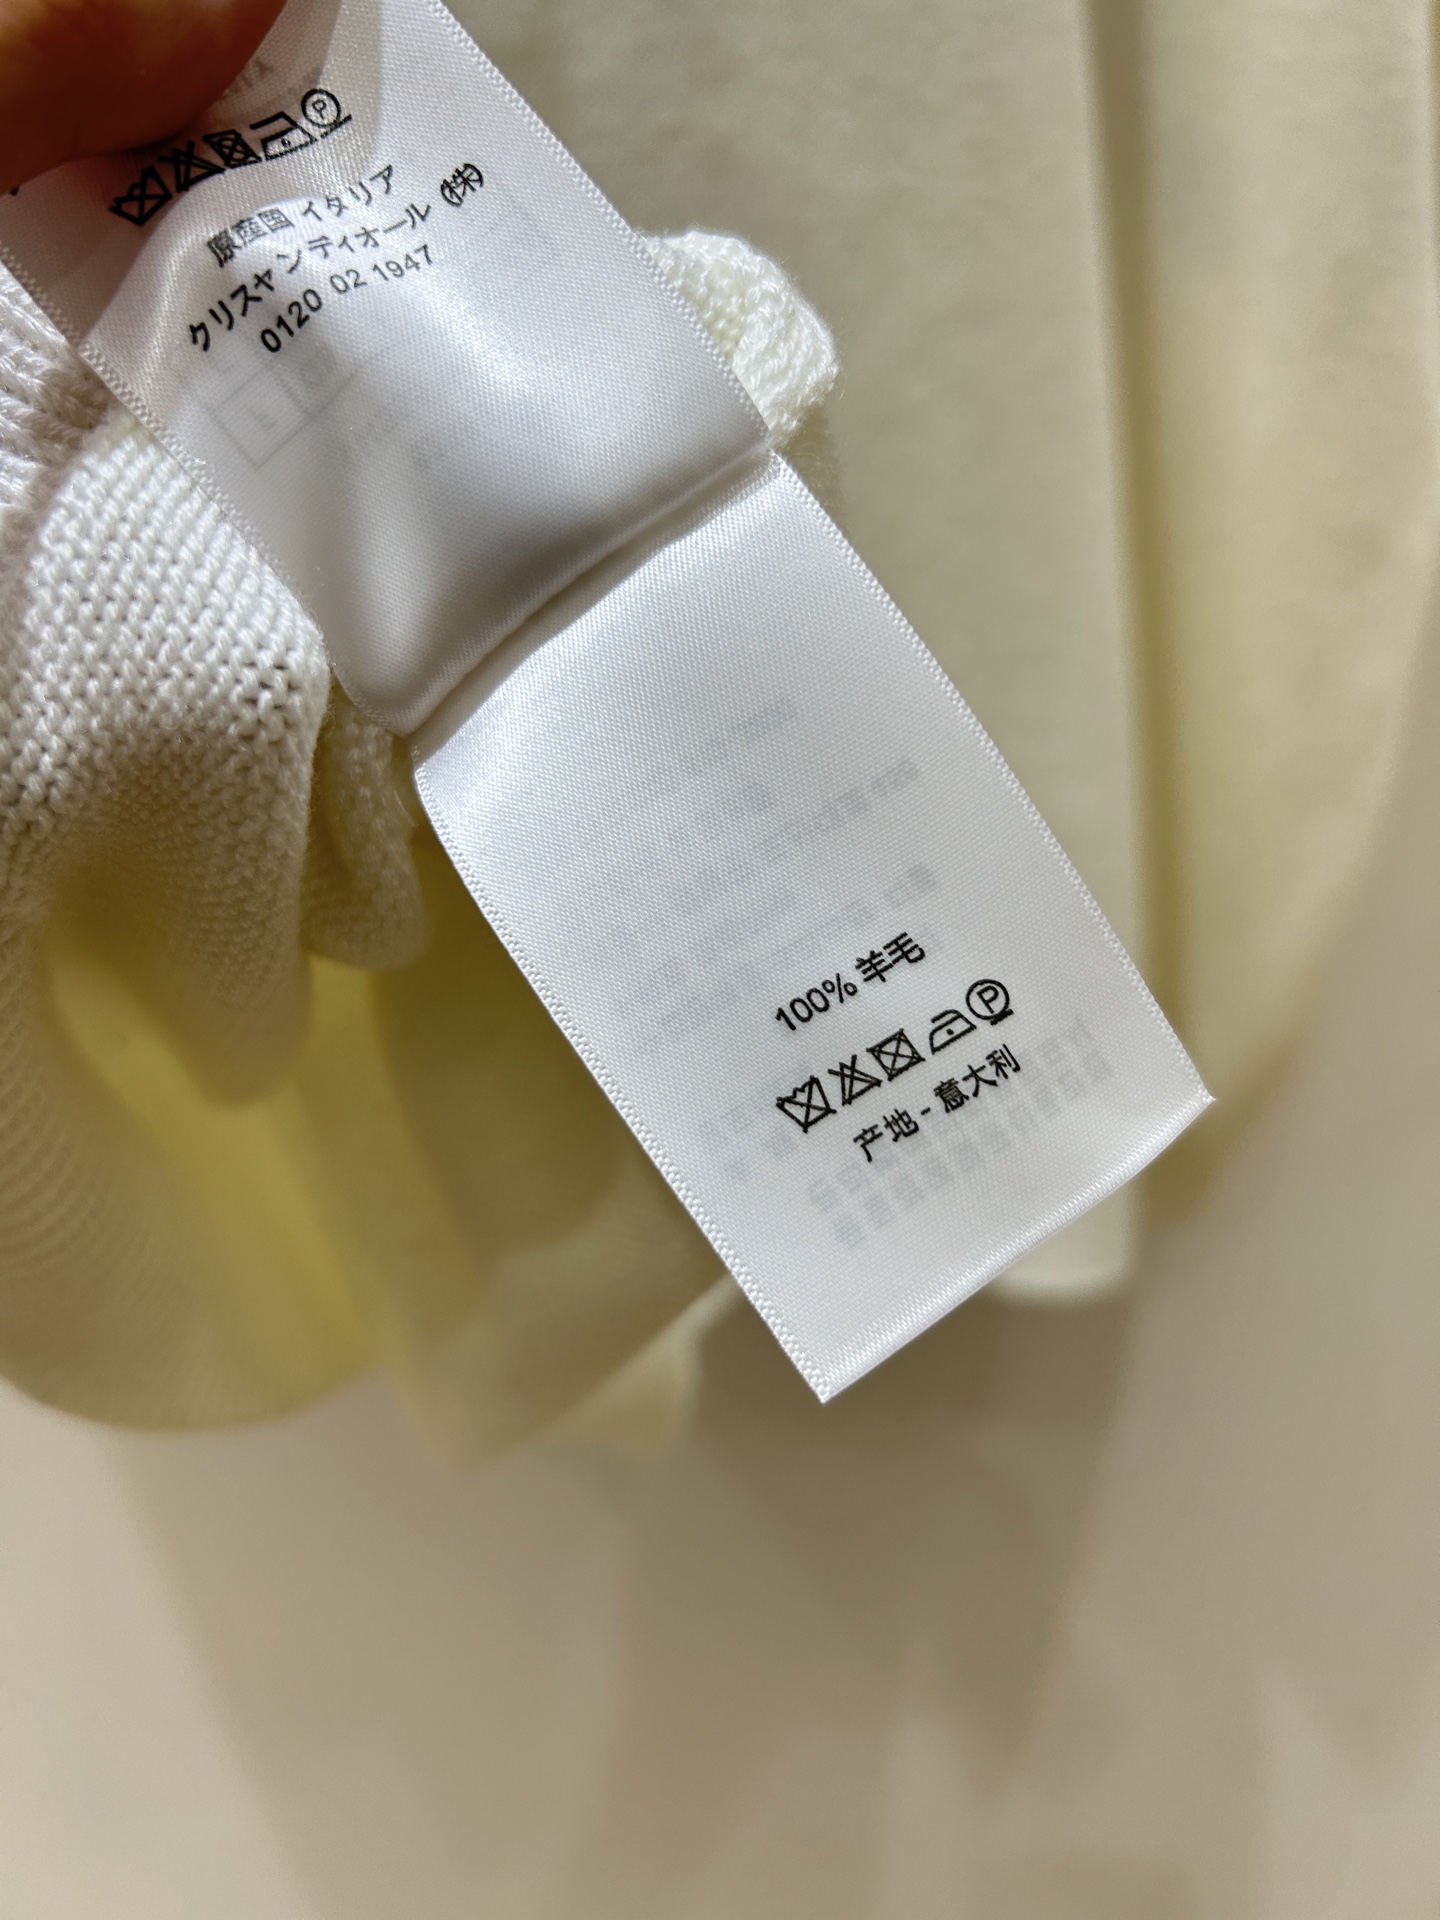 原産国 イタリア
クリスチャンディオール (株)
0120 02 1947
100% 羊毛
P
产地 - 意大利